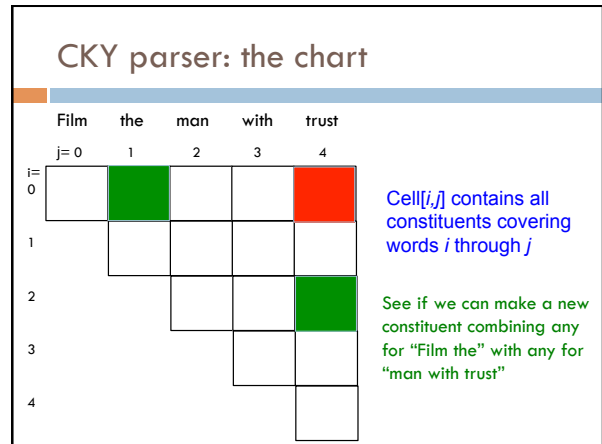 CKY parser: the chart
Film the man with trust
j= 0 1 2 3 4
i=
0
1
2
3
4
Cell[i,j] contains all
constituents covering
words i through j
See if we can make a new
constituent combining any
for “Film the” with any for
“man with trust”